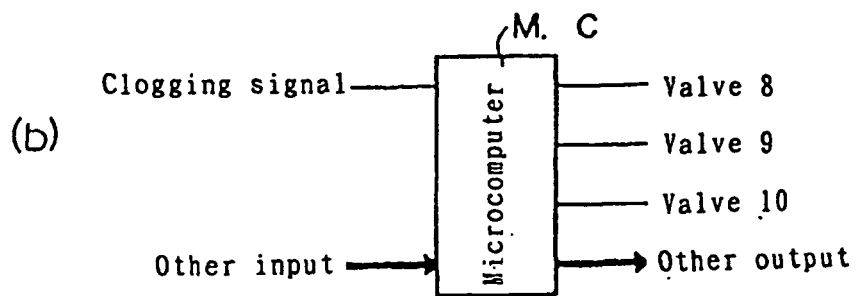 M. C
Clogging signal
Valve 8
(b)
Microcomputer
Valve 9
Valve 10
Other input
Other output